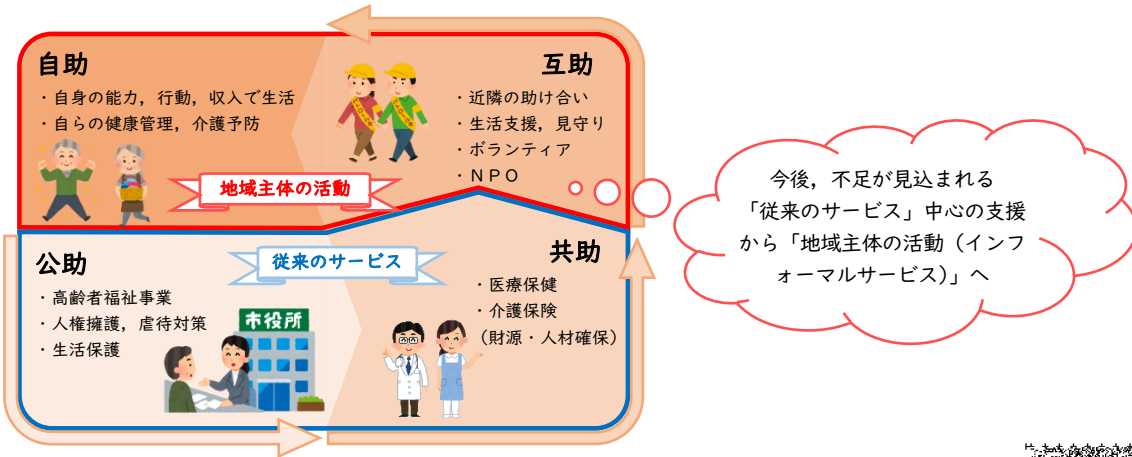 自助
・自身の能力，行動，収入で生活
・自らの健康管理，介護予防
互助
・近隣の助け合い
・生活支援，見守り
・ボランティア
・ＮＰＯ
地域主体の活動
今後，不足が見込まれる
「従来のサービス」中心の支援
から「地域主体の活動（インフ
ォーマルサービス）」へ
公助
・高齢者福祉事業
・人権擁護，虐待対策
・生活保護
従来のサービス
市役所
共助
・医療保健
・介護保険
（財源・人材確保）